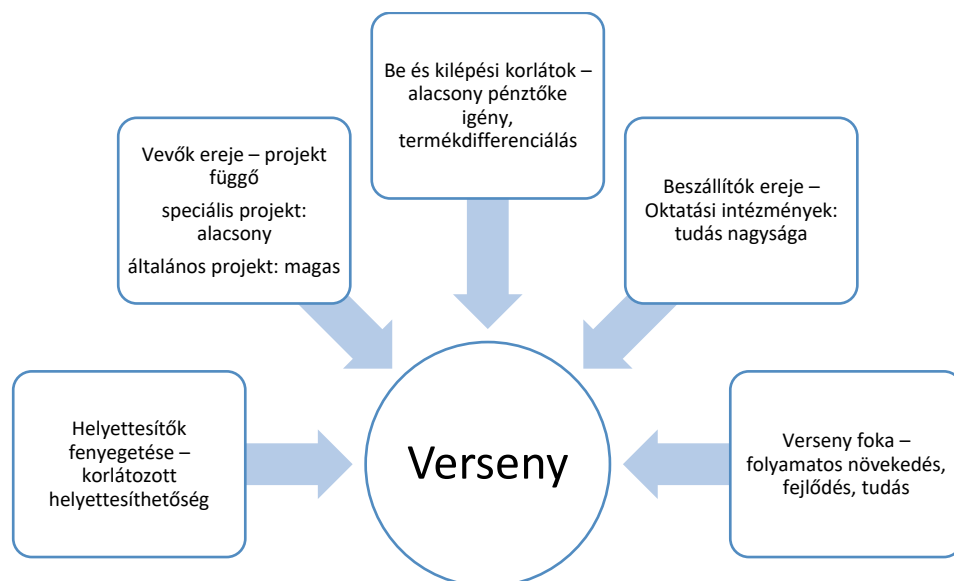 Be és kilépési korlátok –
alacsony pénztőke
igény,
termékdifferenciálás
Vevők ereje – projekt
függő
speciális projekt:
alacsony
általános projekt: magas
Beszállítók ereje –
Oktatási intézmények:
tudás nagysága
Helyettesítők
fenyegetése –
korlátozott
helyettesíthetőség
Verseny
Verseny foka –
folyamatos növekedés,
fejlődés, tudás